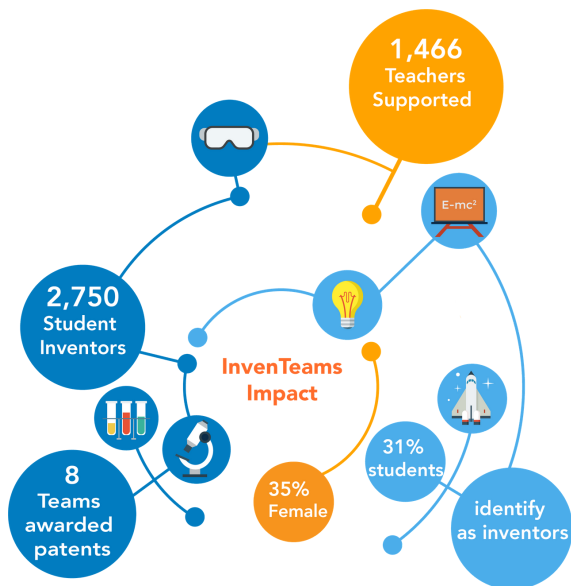 1,466
Teachers
Supported
E-mc²
2,750
Student
Inventors
InvenTeams
Impact
31%
students
8
Teams
awarded
patents
35%
Female
identify
as inventors